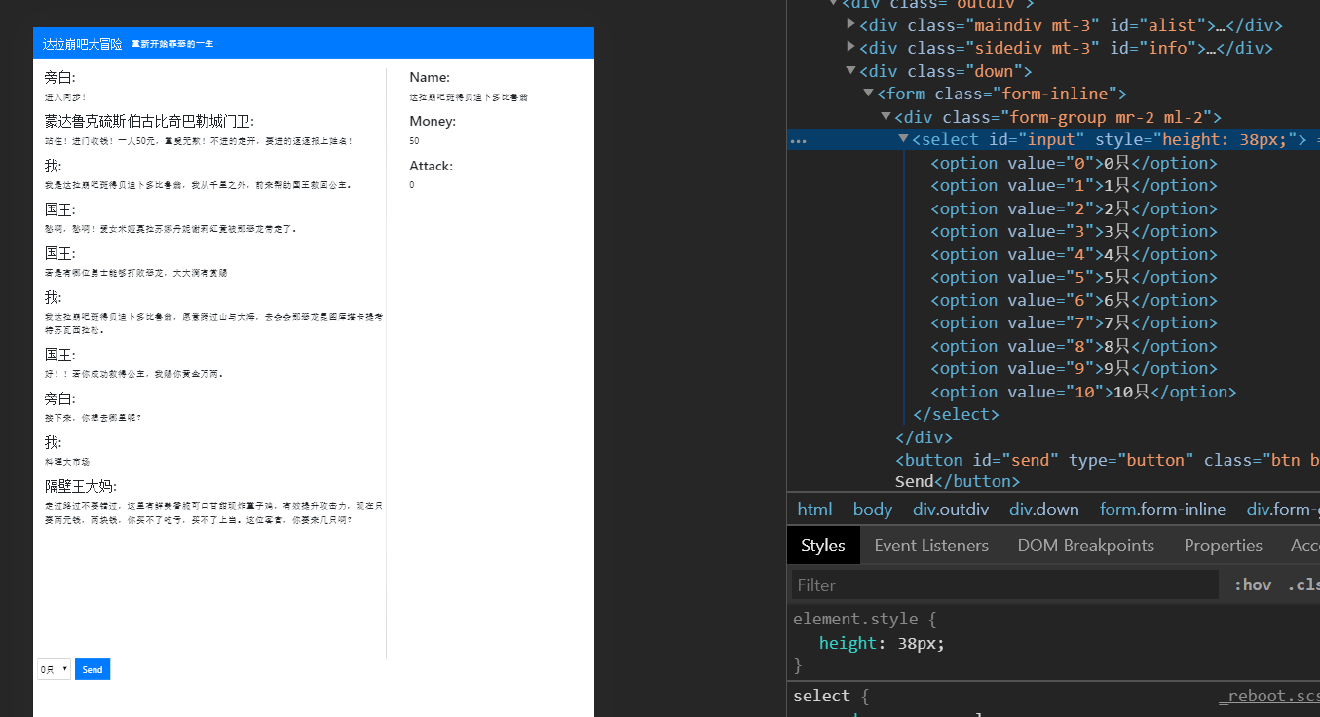 达拉崩吧大冒险 重新开始罪恶的一生
旁白:
进入同步!
蒙达鲁克硫斯伯古比奇巴勒城门卫:
站住! 进门收钱! 一人50元, 童叟无欺! 不进的走开, 要进的速速报上姓名!
我:
我是达拉崩吧斑得贝迪卜多比鲁翁, 我从千里之外, 前来帮助国王救回公主。
国王:
愁啊, 愁啊! 爱女米娅莫拉苏娜丹妮谢莉红竟被那恐龙带走了。
国王:
若是有哪位勇士能够打败恐龙, 大大滴有赏赐
我:
我达拉崩吧斑得贝迪卜多比鲁翁, 愿意跨过山与大海, 去会会那恐龙昆图库塔卡提考
特苏瓦西拉松。
国王:
好! ! 若你成功救得公主, 我赐你黄金万两。
旁白:
接下来, 你想去哪里呢?
我:
料理大市场
隔壁王大妈:
走过路过不要错过, 这里有鲜美香脆可口甘甜现炸童子鸡, 有效提升攻击力, 现在只
要两元钱, 两块钱, 你买不了吃亏, 买不了上当。这位客官, 你要来几只啊?
0只
Send
Name:
达拉崩吧斑得贝迪卜多比鲁翁
Money:
50
Attack:
0
<div class="outdiv">
<div class="maindiv mt-3" id="alist">…</div>
<div class="sidediv mt-3" id="info">…</div>
<div class="down">
<form class="form-inline">
<div class="form-group mr-2 ml-2">
<select id="input" style="height: 38px;"> =
<option value="0">0只</option>
<option value="1">1只</option>
<option value="2">2只</option>
<option value="3">3只</option>
<option value="4">4只</option>
<option value="5">5只</option>
<option value="6">6只</option>
<option value="7">7只</option>
<option value="8">8只</option>
<option value="9">9只</option>
<option value="10">10只</option>
</select>
</div>
<button id="send" type="button" class="btn b
Send</button>
html body div.outdiv div.down form.form-inline div.form-g
Styles Event Listeners DOM Breakpoints Properties Acc
Filter :hov .cls
element.style {
height: 38px;
}
select { _reboot.scs